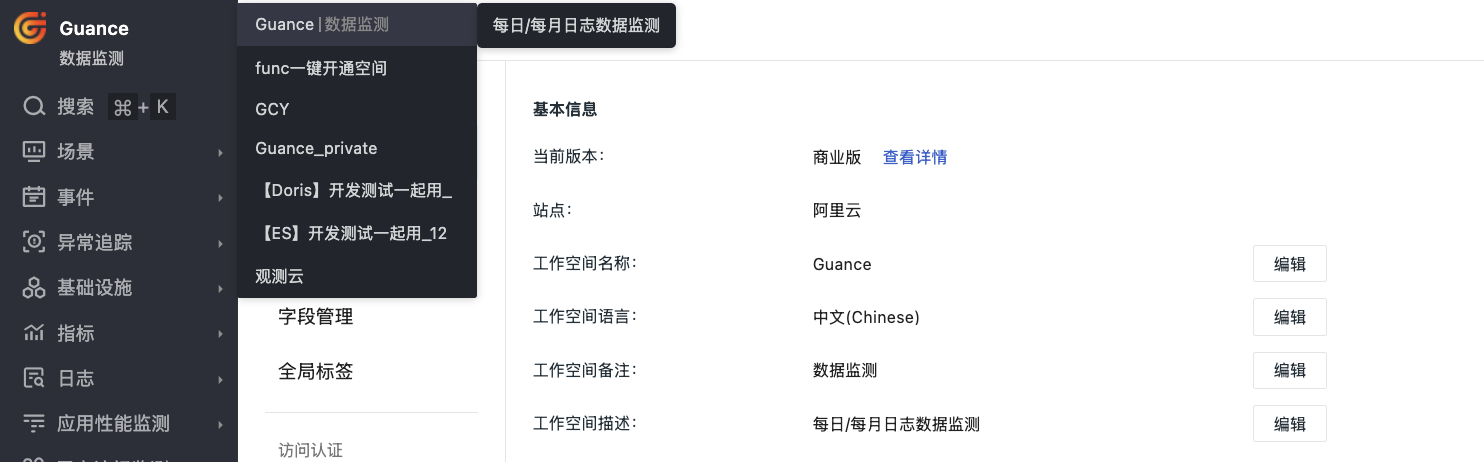 Guance
数据监测
搜索 ⌘ + K
场景
事件
异常追踪
基础设施
指标
日志
应用性能监测
Guance | 数据监测
func一键开通空间
GCY
Guance_private
【Doris】开发测试一起用_
【ES】开发测试一起用_12
观测云
每日/每月日志数据监测
字段管理
全局标签
访问认证
基本信息
当前版本: 商业版 查看详情
站点: 阿里云
工作空间名称: Guance 编辑
工作空间语言: 中文(Chinese) 编辑
工作空间备注: 数据监测 编辑
工作空间描述: 每日/每月日志数据监测 编辑